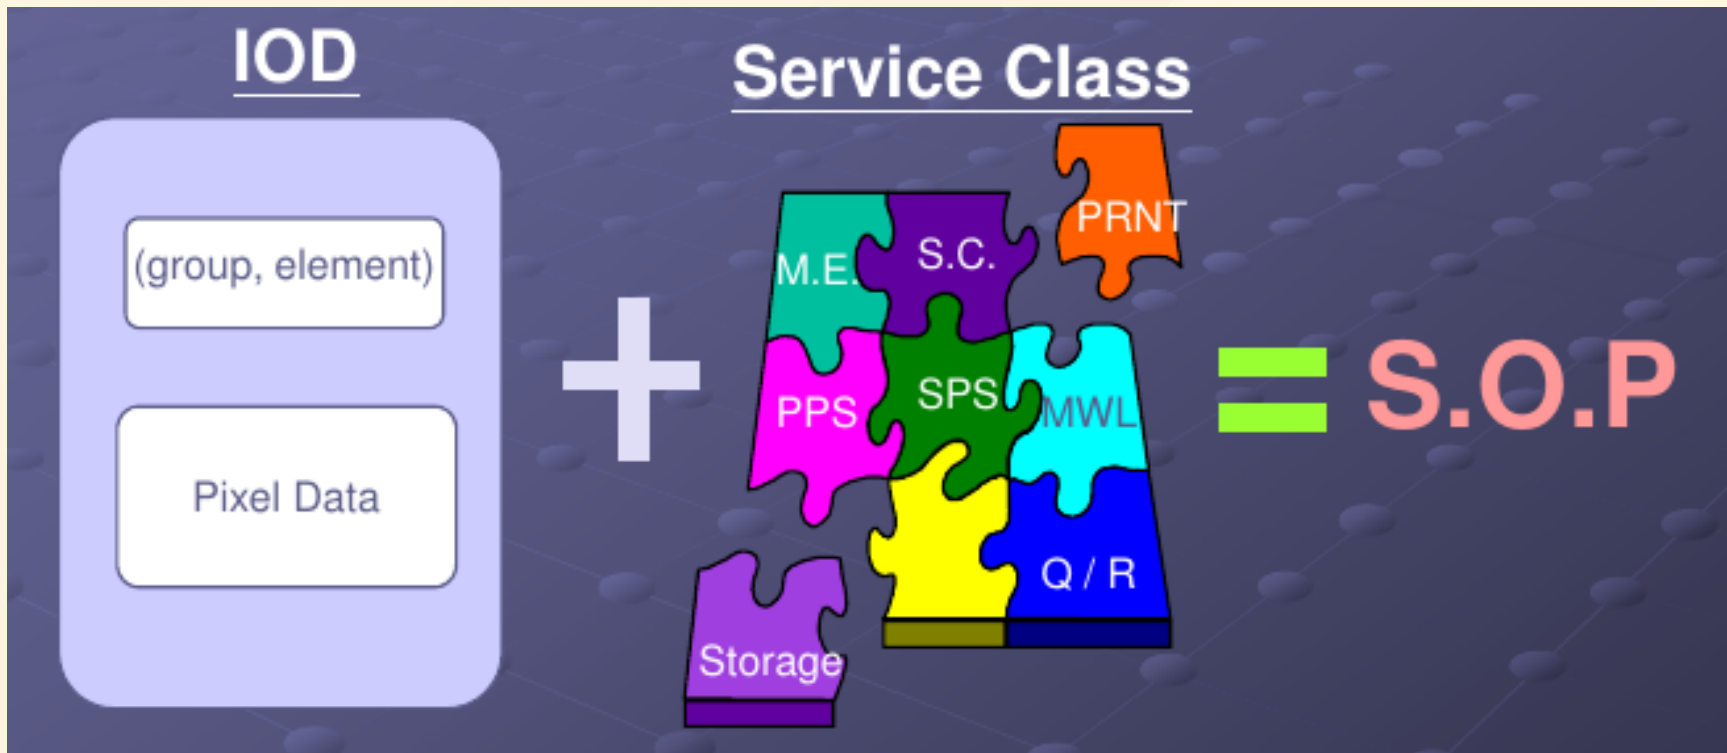 IOD
(group, element)
Pixel Data
Service Class
PRNT
M.E.
S.C.
PPS
SPS
MWL
Q / R
Storage
S.O.P